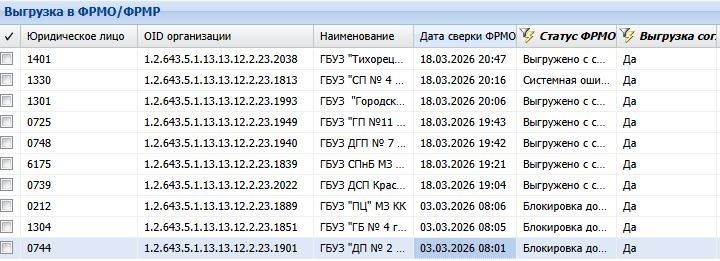 Выгрузка в ФРМО/ФРМР
✓ Юридическое лицо OID организации Наименование Дата сверки ФРМО Статус ФРМО Выгрузка сог
1401 1.2.643.5.1.13.13.12.2.23.2038 ГБУЗ "Тихорец... 18.03.2026 20:47 Выгружено с с... Да
1330 1.2.643.5.1.13.13.12.2.23.1813 ГБУЗ "СП № 4 ... 18.03.2026 20:16 Системная оши... Да
1301 1.2.643.5.1.13.13.12.2.23.1993 ГБУЗ "Городск... 18.03.2026 20:06 Выгружено с с... Да
0725 1.2.643.5.1.13.13.12.2.23.1949 ГБУЗ "ГП №11 ... 18.03.2026 19:43 Выгружено с с... Да
0748 1.2.643.5.1.13.13.12.2.23.1940 ГБУЗ ДГП № 7 ... 18.03.2026 19:42 Выгружено с с... Да
6175 1.2.643.5.1.13.13.12.2.23.1839 ГБУЗ СПнБ МЗ ... 18.03.2026 19:21 Выгружено с с... Да
0739 1.2.643.5.1.13.13.12.2.23.2022 ГБУЗ ДСП Крас... 18.03.2026 19:04 Выгружено с с... Да
0212 1.2.643.5.1.13.13.12.2.23.1889 ГБУЗ "ПЦ" МЗ КК 03.03.2026 08:06 Блокировка до... Да
1304 1.2.643.5.1.13.13.12.2.23.1851 ГБУЗ "ГБ № 4 г... 03.03.2026 08:05 Блокировка до... Да
0744 1.2.643.5.1.13.13.12.2.23.1901 ГБУЗ "ДП № 2 ... 03.03.2026 08:01 Блокировка до... Да